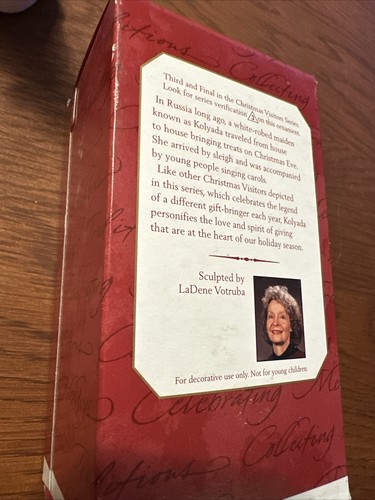 Collecting
Third and Final in the Christmas Visitors Series
Look for series verification 3 on this ornament.
In Russia long ago, a white-robed maiden
known as Kolyada traveled from house
to house bringing treats on Christmas Eve.
She arrived by sleigh and was accompanied
by young people singing carols.
Like other Christmas Visitors depicted
in this series, which celebrates the legend
of a different gift-bringer each year, Kolyada
personifies the love and spirit of giving
that are at the heart of our holiday season.
Sculpted by
LaDene Votruba
For decorative use only. Not for young children.
Celebrating
Collecting